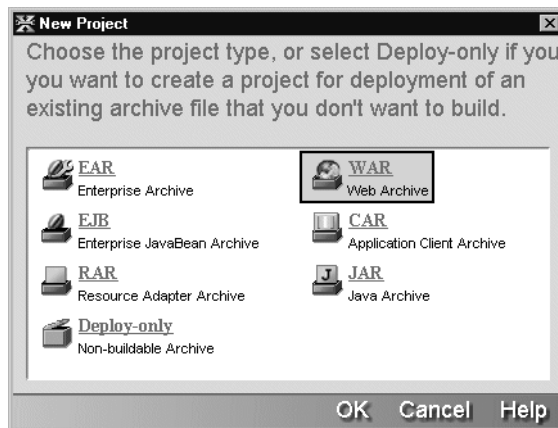 New Project
Choose the project type, or select Deploy-only if you
you want to create a project for deployment of an
existing archive file that you don't want to build.
EAR
Enterprise Archive
WAR
Web Archive
EJB
Enterprise JavaBean Archive
CAR
Application Client Archive
RAR
Resource Adapter Archive
JAR
Java Archive
Deploy-only
Non-buildable Archive
OK Cancel Help